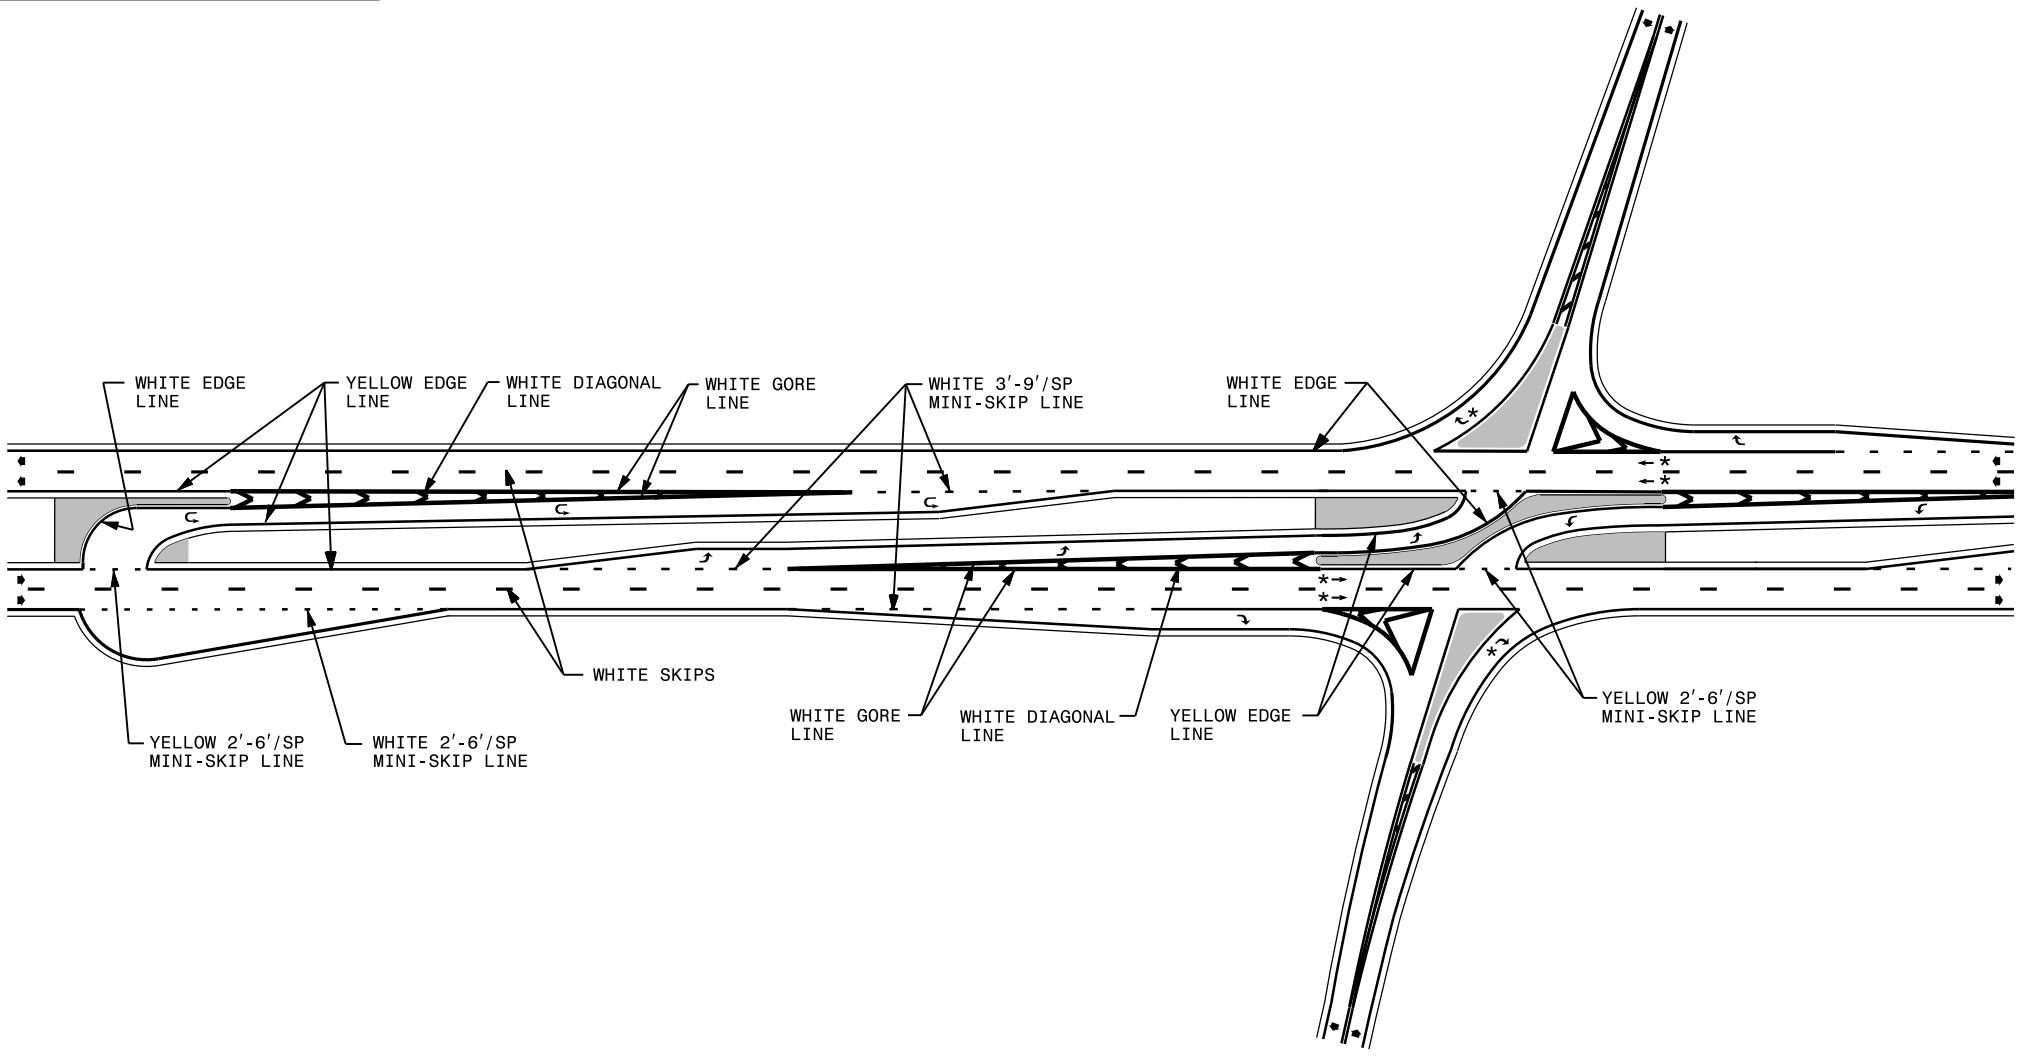 WHITE EDGE
LINE
YELLOW EDGE
LINE
WHITE DIAGONAL
LINE
WHITE GORE
LINE
WHITE 3'-9'/SP
MINI-SKIP LINE
WHITE EDGE
LINE
*
*
*
*
*
*
WHITE SKIPS
WHITE GORE
LINE
WHITE DIAGONAL
LINE
YELLOW EDGE
LINE
YELLOW 2'-6'/SP
MINI-SKIP LINE
YELLOW 2'-6'/SP
MINI-SKIP LINE
WHITE 2'-6'/SP
MINI-SKIP LINE